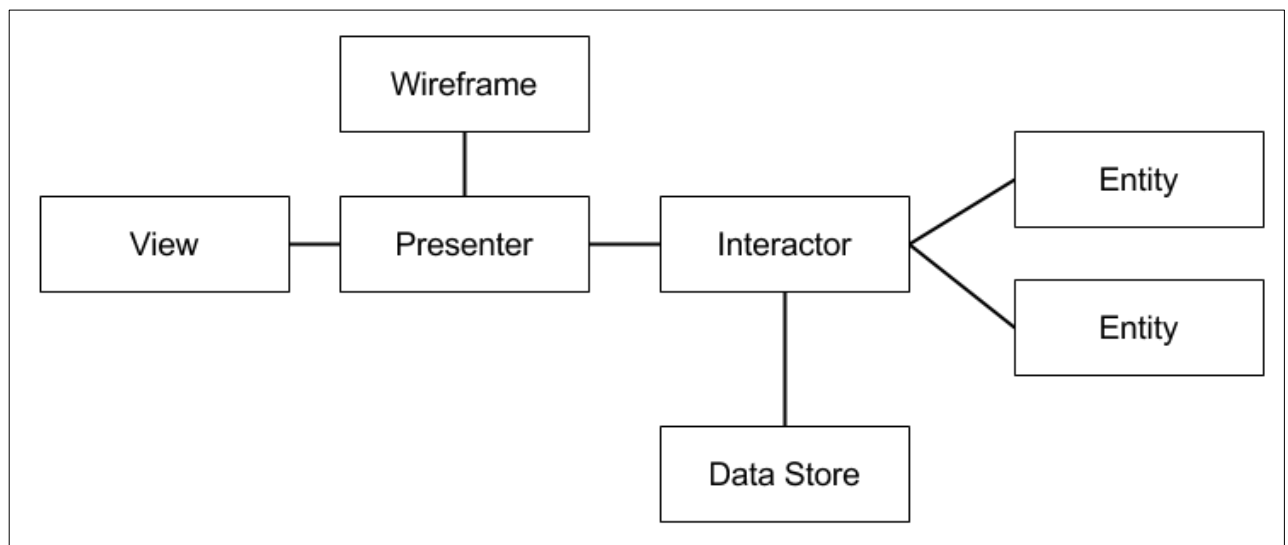 Wireframe
View
Presenter
Interactor
Entity
Entity
Data Store